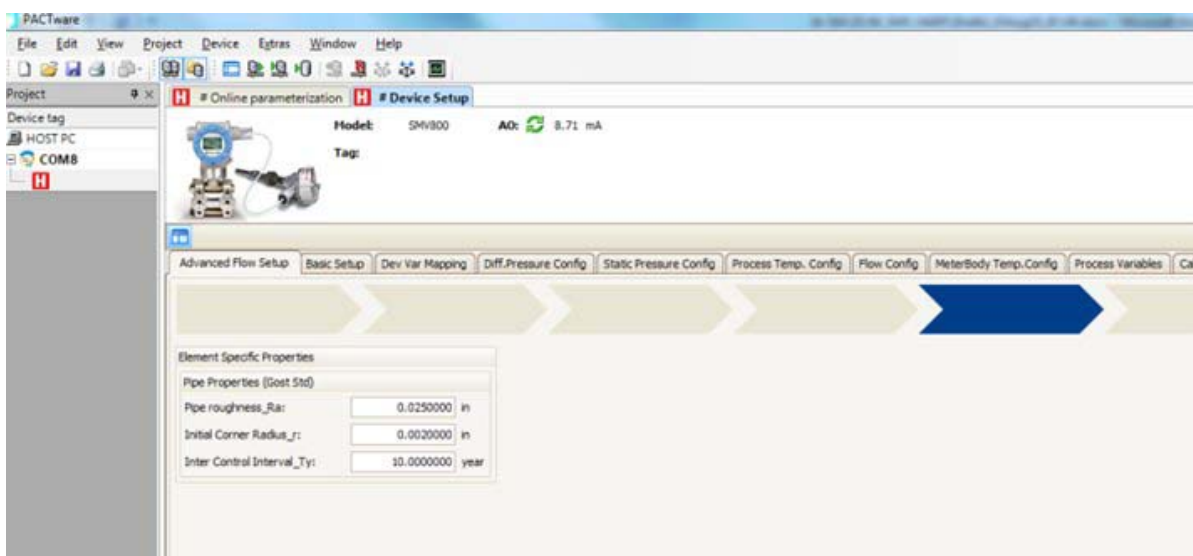 PACTware
File Edit View Project Device Extras Window Help
Project
# Online parameterization # Device Setup
Device tag
HOST PC
COM8
Model: SMV800 AO: 8.71 mA
Tag:
Advanced Flow Setup Basic Setup Dev Var Mapping Diff.Pressure Config Static Pressure Config Process Temp. Config Flow Config MeterBody Temp.Config Process Variables Ca
Element Specific Properties
Pipe Properties (Gost Std)
Pipe roughness_Ra: 0.0250000 in
Initial Corner Radius_r: 0.0020000 in
Inter Control Interval_Ty: 10.0000000 year